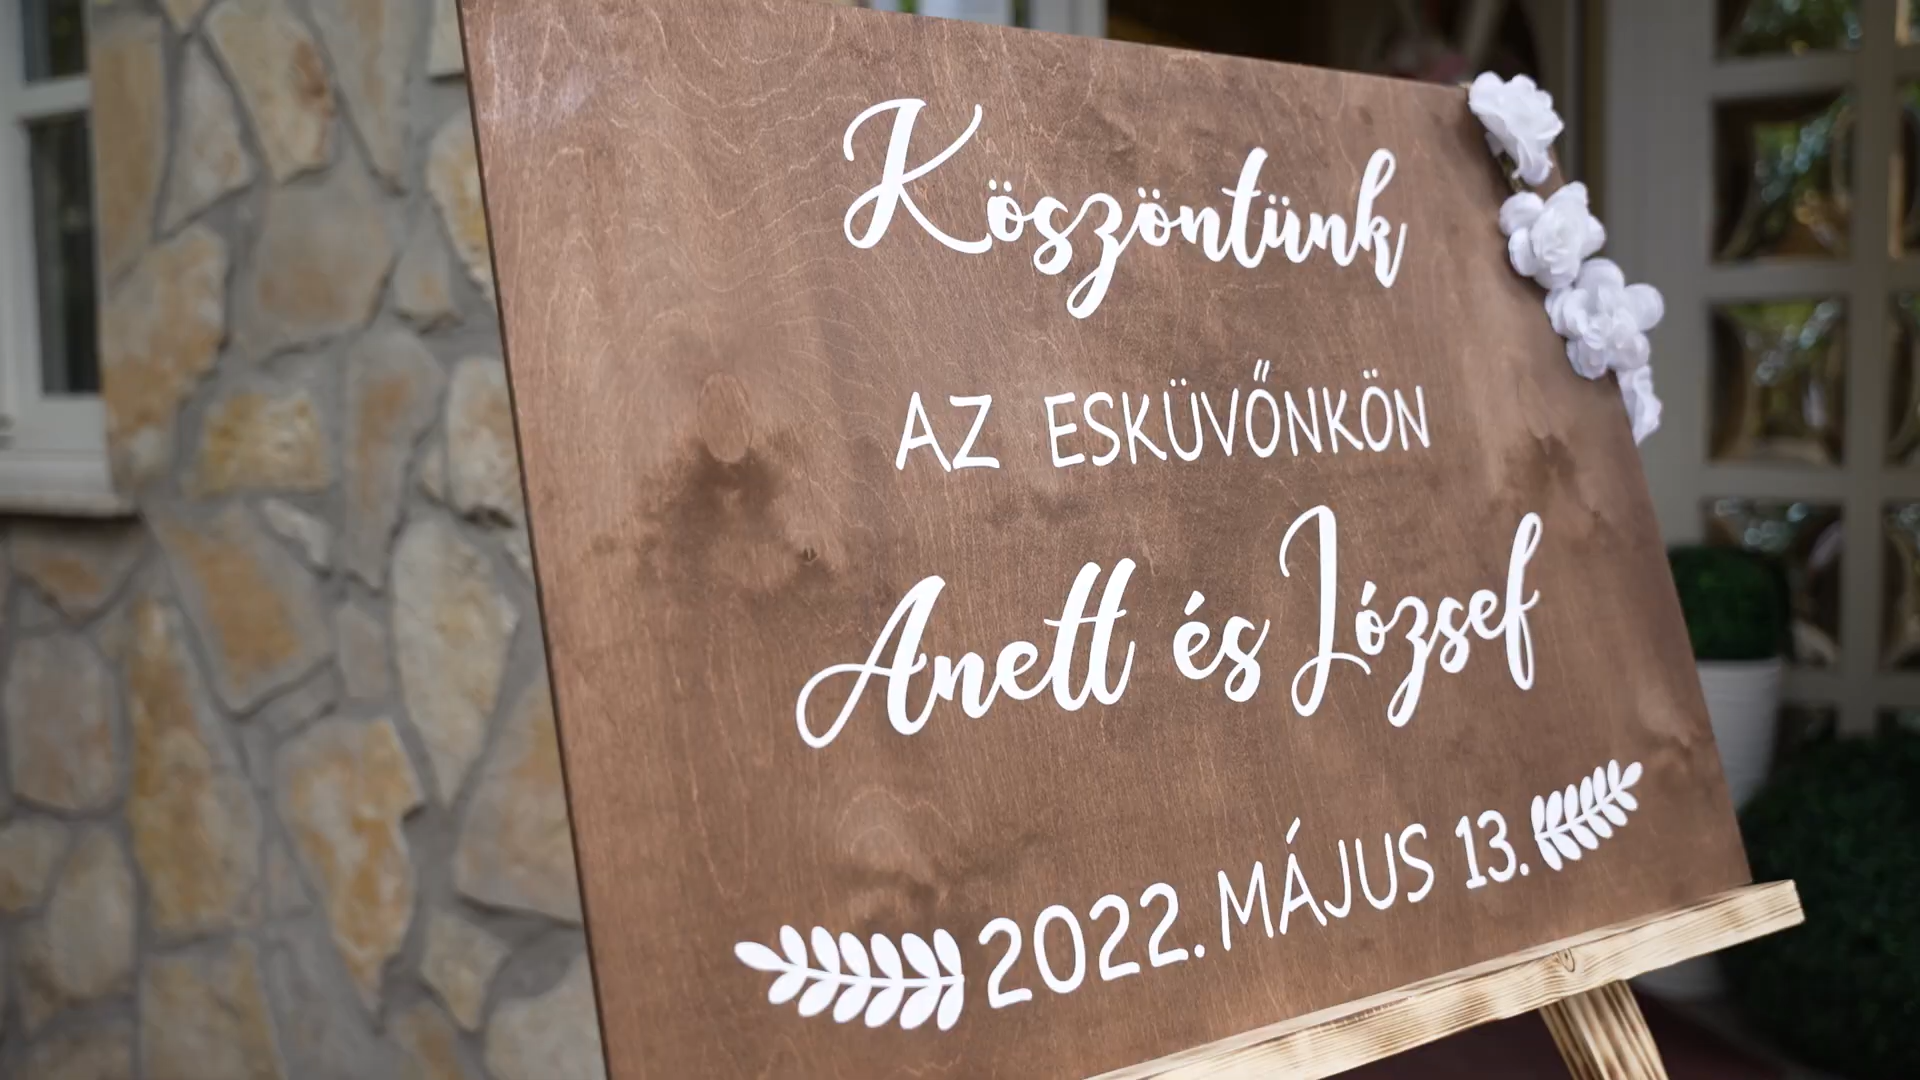 Köszöntünk
AZ ESKÜVŐNKÖN
Anett és József
2022. MÁJUS 13.